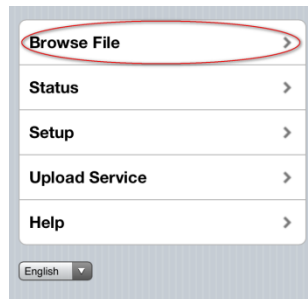 Browse File
Status
Setup
Upload Service
Help
English